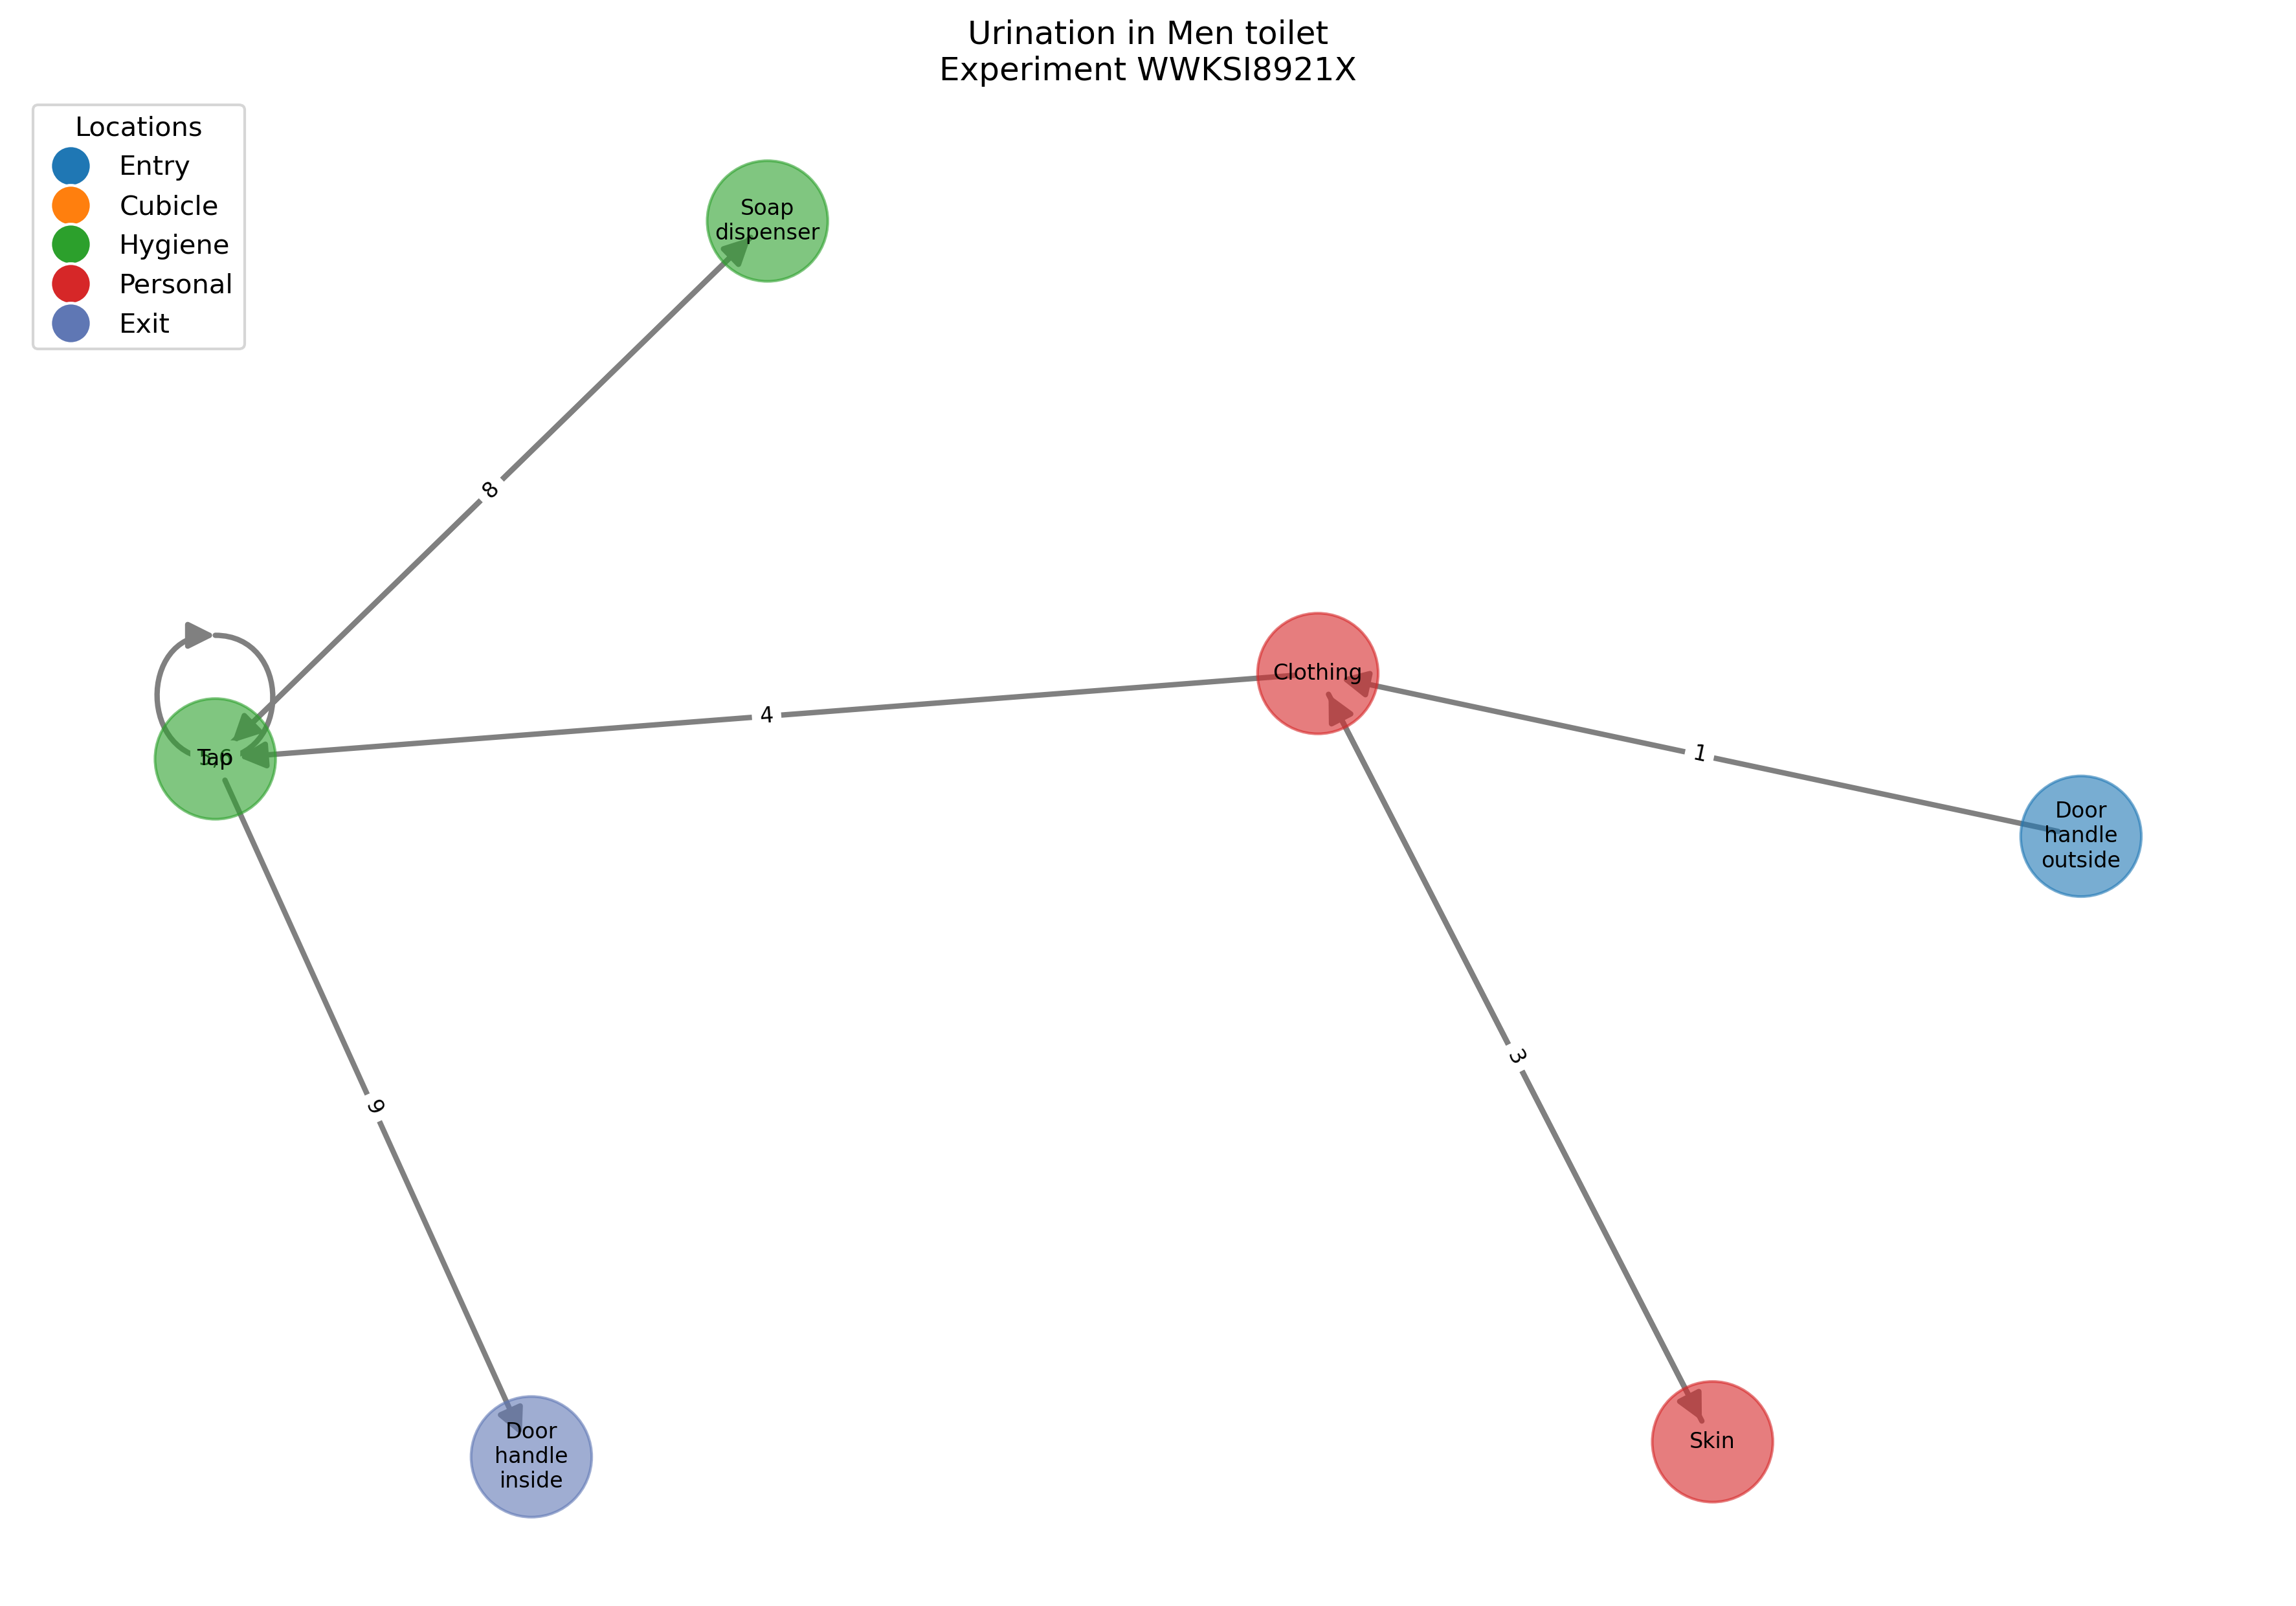 Urination in Men toilet
Experiment WWKSI8921X
Locations
Entry
Cubicle
Hygiene
Personal
Exit
Soap
dispenser
8
Clothing
4
1
Tap
Door
handle
outside
3
9
Door
handle
inside
Skin